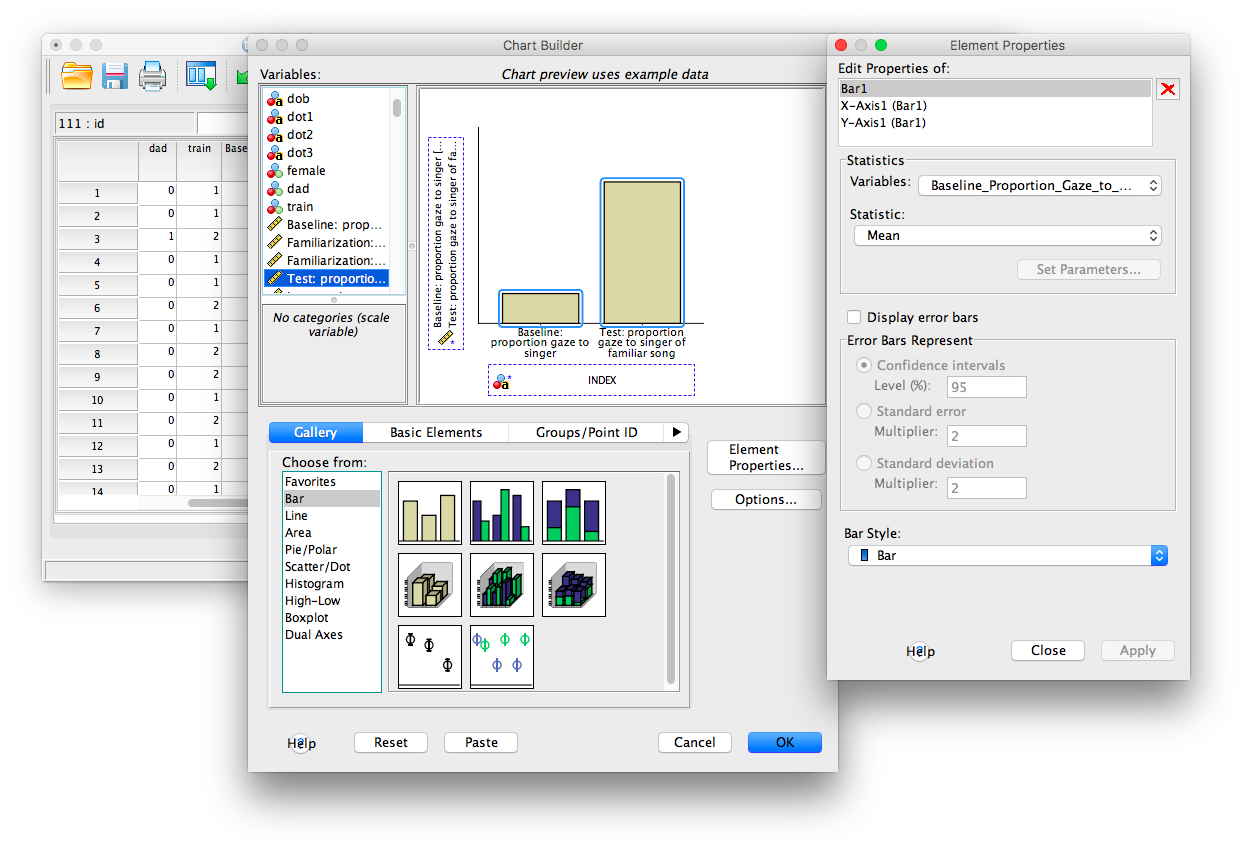 Chart Builder
Element Properties
111 : id
dad train Base
1 0 1
2 0 1
3 1 2
4 0 1
5 0 1
6 0 2
7 0 1
8 0 2
9 0 2
10 0 1
11 0 2
12 0 1
13 0 2
14 0 1
Variables:
Chart preview uses example data
dob
dot1
dot2
dot3
female
dad
train
Baseline: prop...
Familiarization:...
Familiarization:...
Test: proportio...
No categories (scale
variable)
Baseline: proportion gaze to singer [...
Test: proportion gaze to singer of fa...
Baseline:
proportion gaze to
singer
Test: proportion
gaze to singer of
familiar song
INDEX
Gallery
Basic Elements
Groups/Point ID
Choose from:
Favorites
Bar
Line
Area
Pie/Polar
Scatter/Dot
Histogram
High-Low
Boxplot
Dual Axes
Element
Properties...
Options...
Help
Reset
Paste
Cancel
OK
Edit Properties of:
Bar1
X-Axis1 (Bar1)
Y-Axis1 (Bar1)
Statistics
Variables: Baseline_Proportion_Gaze_to_...
Statistic:
Mean
Set Parameters...
Display error bars
Error Bars Represent
Confidence intervals
Level (%): 95
Standard error
Multiplier: 2
Standard deviation
Multiplier: 2
Bar Style:
Bar
Help
Close
Apply